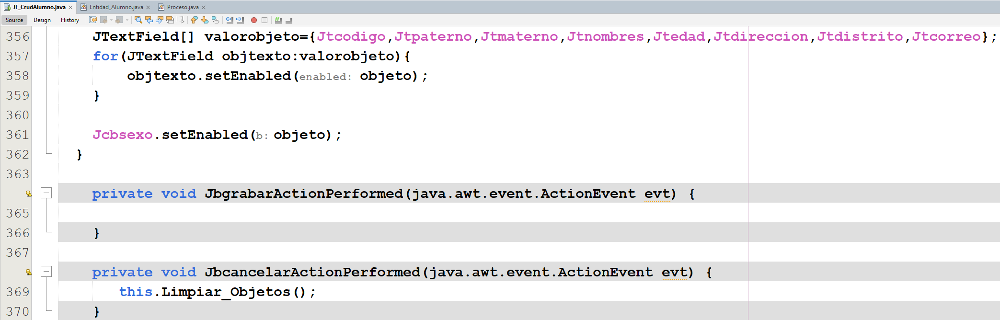 JF_CrudAlumno.java × Entidad_Alumno.java × Proceso.java ×
Source Design History
356 JTextField[] valorobjeto={Jtcodigo,Jtpaterno,Jtmaterno,Jtnombres,Jtedad,Jtdireccion,Jtdistrito,Jtcorreo};
357 for(JTextField objtexto:valorobjeto){
358 objtexto.setEnabled(enabled: objeto);
359 }
360
361 Jcbsexo.setEnabled(b: objeto);
362 }
363
private void JbgrabarActionPerformed(java.awt.event.ActionEvent evt) {
365
366 }
367
private void JbcancelarActionPerformed(java.awt.event.ActionEvent evt) {
369 this.Limpiar_Objetos();
370 }